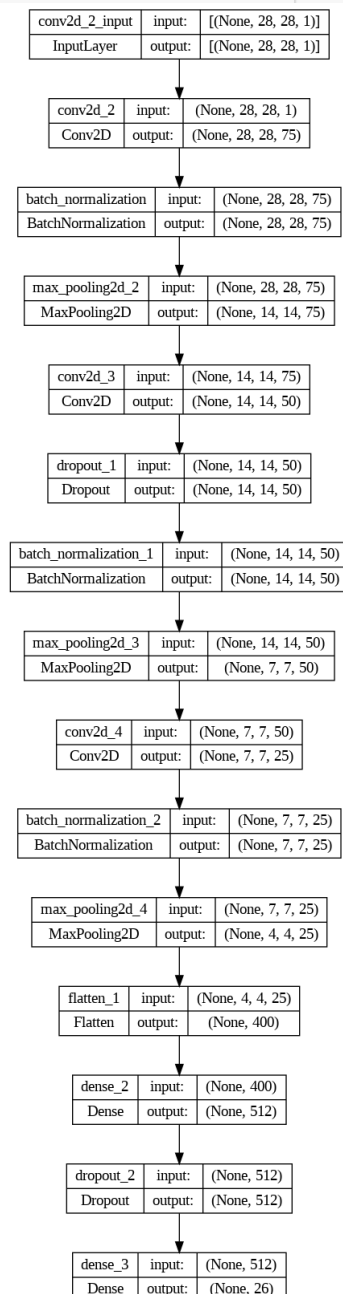 conv2d_2_input input: [(None, 28, 28, 1)]
InputLayer output: [(None, 28, 28, 1)]
conv2d_2 input: (None, 28, 28, 1)
Conv2D output: (None, 28, 28, 75)
batch_normalization input: (None, 28, 28, 75)
BatchNormalization output: (None, 28, 28, 75)
max_pooling2d_2 input: (None, 28, 28, 75)
MaxPooling2D output: (None, 14, 14, 75)
conv2d_3 input: (None, 14, 14, 75)
Conv2D output: (None, 14, 14, 50)
dropout_1 input: (None, 14, 14, 50)
Dropout output: (None, 14, 14, 50)
batch_normalization_1 input: (None, 14, 14, 50)
BatchNormalization output: (None, 14, 14, 50)
max_pooling2d_3 input: (None, 14, 14, 50)
MaxPooling2D output: (None, 7, 7, 50)
conv2d_4 input: (None, 7, 7, 50)
Conv2D output: (None, 7, 7, 25)
batch_normalization_2 input: (None, 7, 7, 25)
BatchNormalization output: (None, 7, 7, 25)
max_pooling2d_4 input: (None, 7, 7, 25)
MaxPooling2D output: (None, 4, 4, 25)
flatten_1 input: (None, 4, 4, 25)
Flatten output: (None, 400)
dense_2 input: (None, 400)
Dense output: (None, 512)
dropout_2 input: (None, 512)
Dropout output: (None, 512)
dense_3 input: (None, 512)
Dense output: (None, 26)